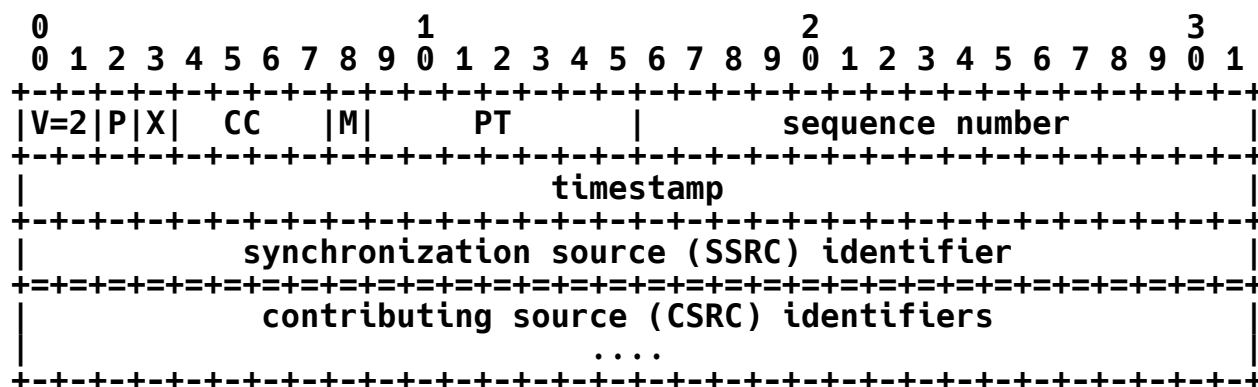 0                   1                   2                   3
 0 1 2 3 4 5 6 7 8 9 0 1 2 3 4 5 6 7 8 9 0 1 2 3 4 5 6 7 8 9 0 1
+-+-+-+-+-+-+-+-+-+-+-+-+-+-+-+-+-+-+-+-+-+-+-+-+-+-+-+-+-+-+-+-+
|V=2|P|X|  CC   |M|     PT      |       sequence number         |
+-+-+-+-+-+-+-+-+-+-+-+-+-+-+-+-+-+-+-+-+-+-+-+-+-+-+-+-+-+-+-+-+
|                           timestamp                           |
+-+-+-+-+-+-+-+-+-+-+-+-+-+-+-+-+-+-+-+-+-+-+-+-+-+-+-+-+-+-+-+-+
|           synchronization source (SSRC) identifier            |
+=+=+=+=+=+=+=+=+=+=+=+=+=+=+=+=+=+=+=+=+=+=+=+=+=+=+=+=+=+=+=+=+
|            contributing source (CSRC) identifiers             |
|                             ....                              |
+-+-+-+-+-+-+-+-+-+-+-+-+-+-+-+-+-+-+-+-+-+-+-+-+-+-+-+-+-+-+-+-+